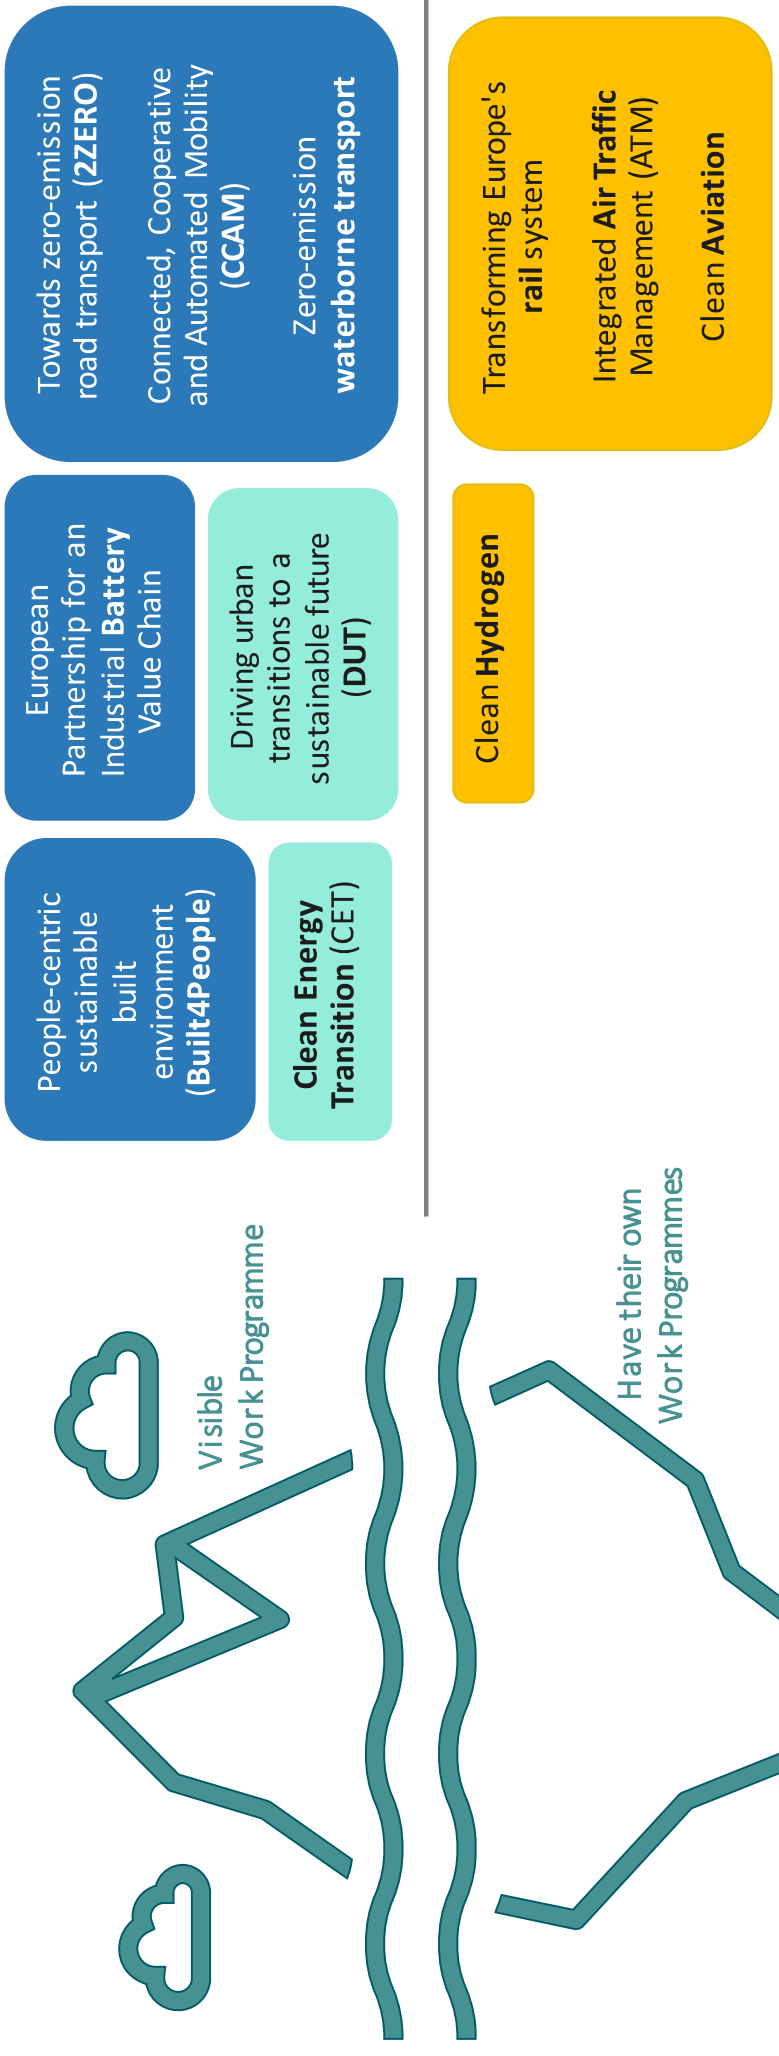 Visible
Work Programme
People-centric
sustainable
built
environment
(Built4People)
Clean Energy
Transition (CET)
European
Partnership for an
Industrial Battery
Value Chain
Driving urban
transitions to a
sustainable future
(DUT)
Towards zero-emission
road transport (2ZERO)
Connected, Cooperative
and Automated Mobility
(CCAM)
Zero-emission
waterborne transport
Have their own
Work Programmes
Clean Hydrogen
Transforming Europe's
rail system
Integrated Air Traffic
Management (ATM)
Clean Aviation